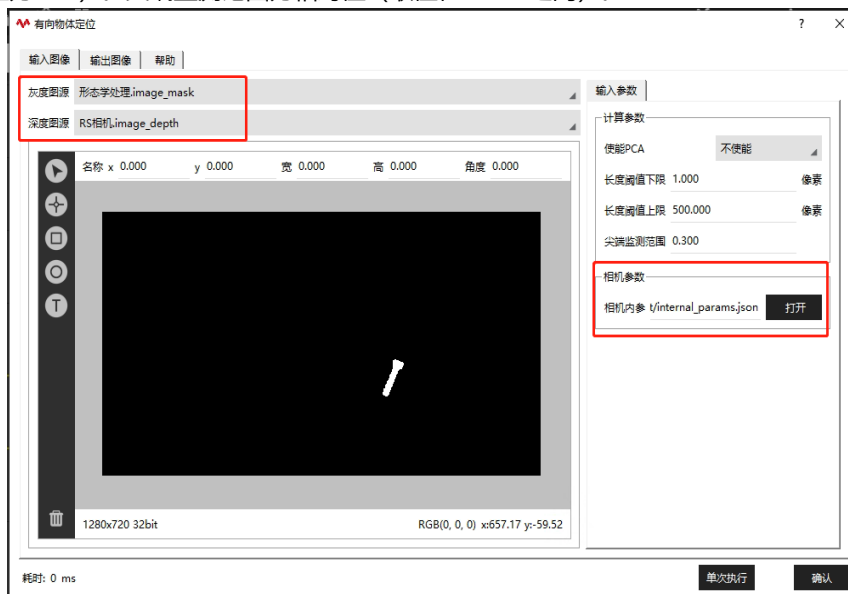 有向物体定位
输入图像 输出图像 帮助
灰度图源 形态学处理.image_mask
深度图源 RS相机.image_depth
名称 x 0.000 y 0.000 宽 0.000 高 0.000 角度 0.000
T
1280x720 32bit RGB(0, 0, 0) x:657.17 y:-59.52
输入参数
计算参数
使能PCA 不使能
长度阈值下限 1.000 像素
长度阈值上限 500.000 像素
尖端监测范围 0.300
相机参数
相机内参 t/internal_params.json 打开
耗时: 0 ms 单次执行 确认